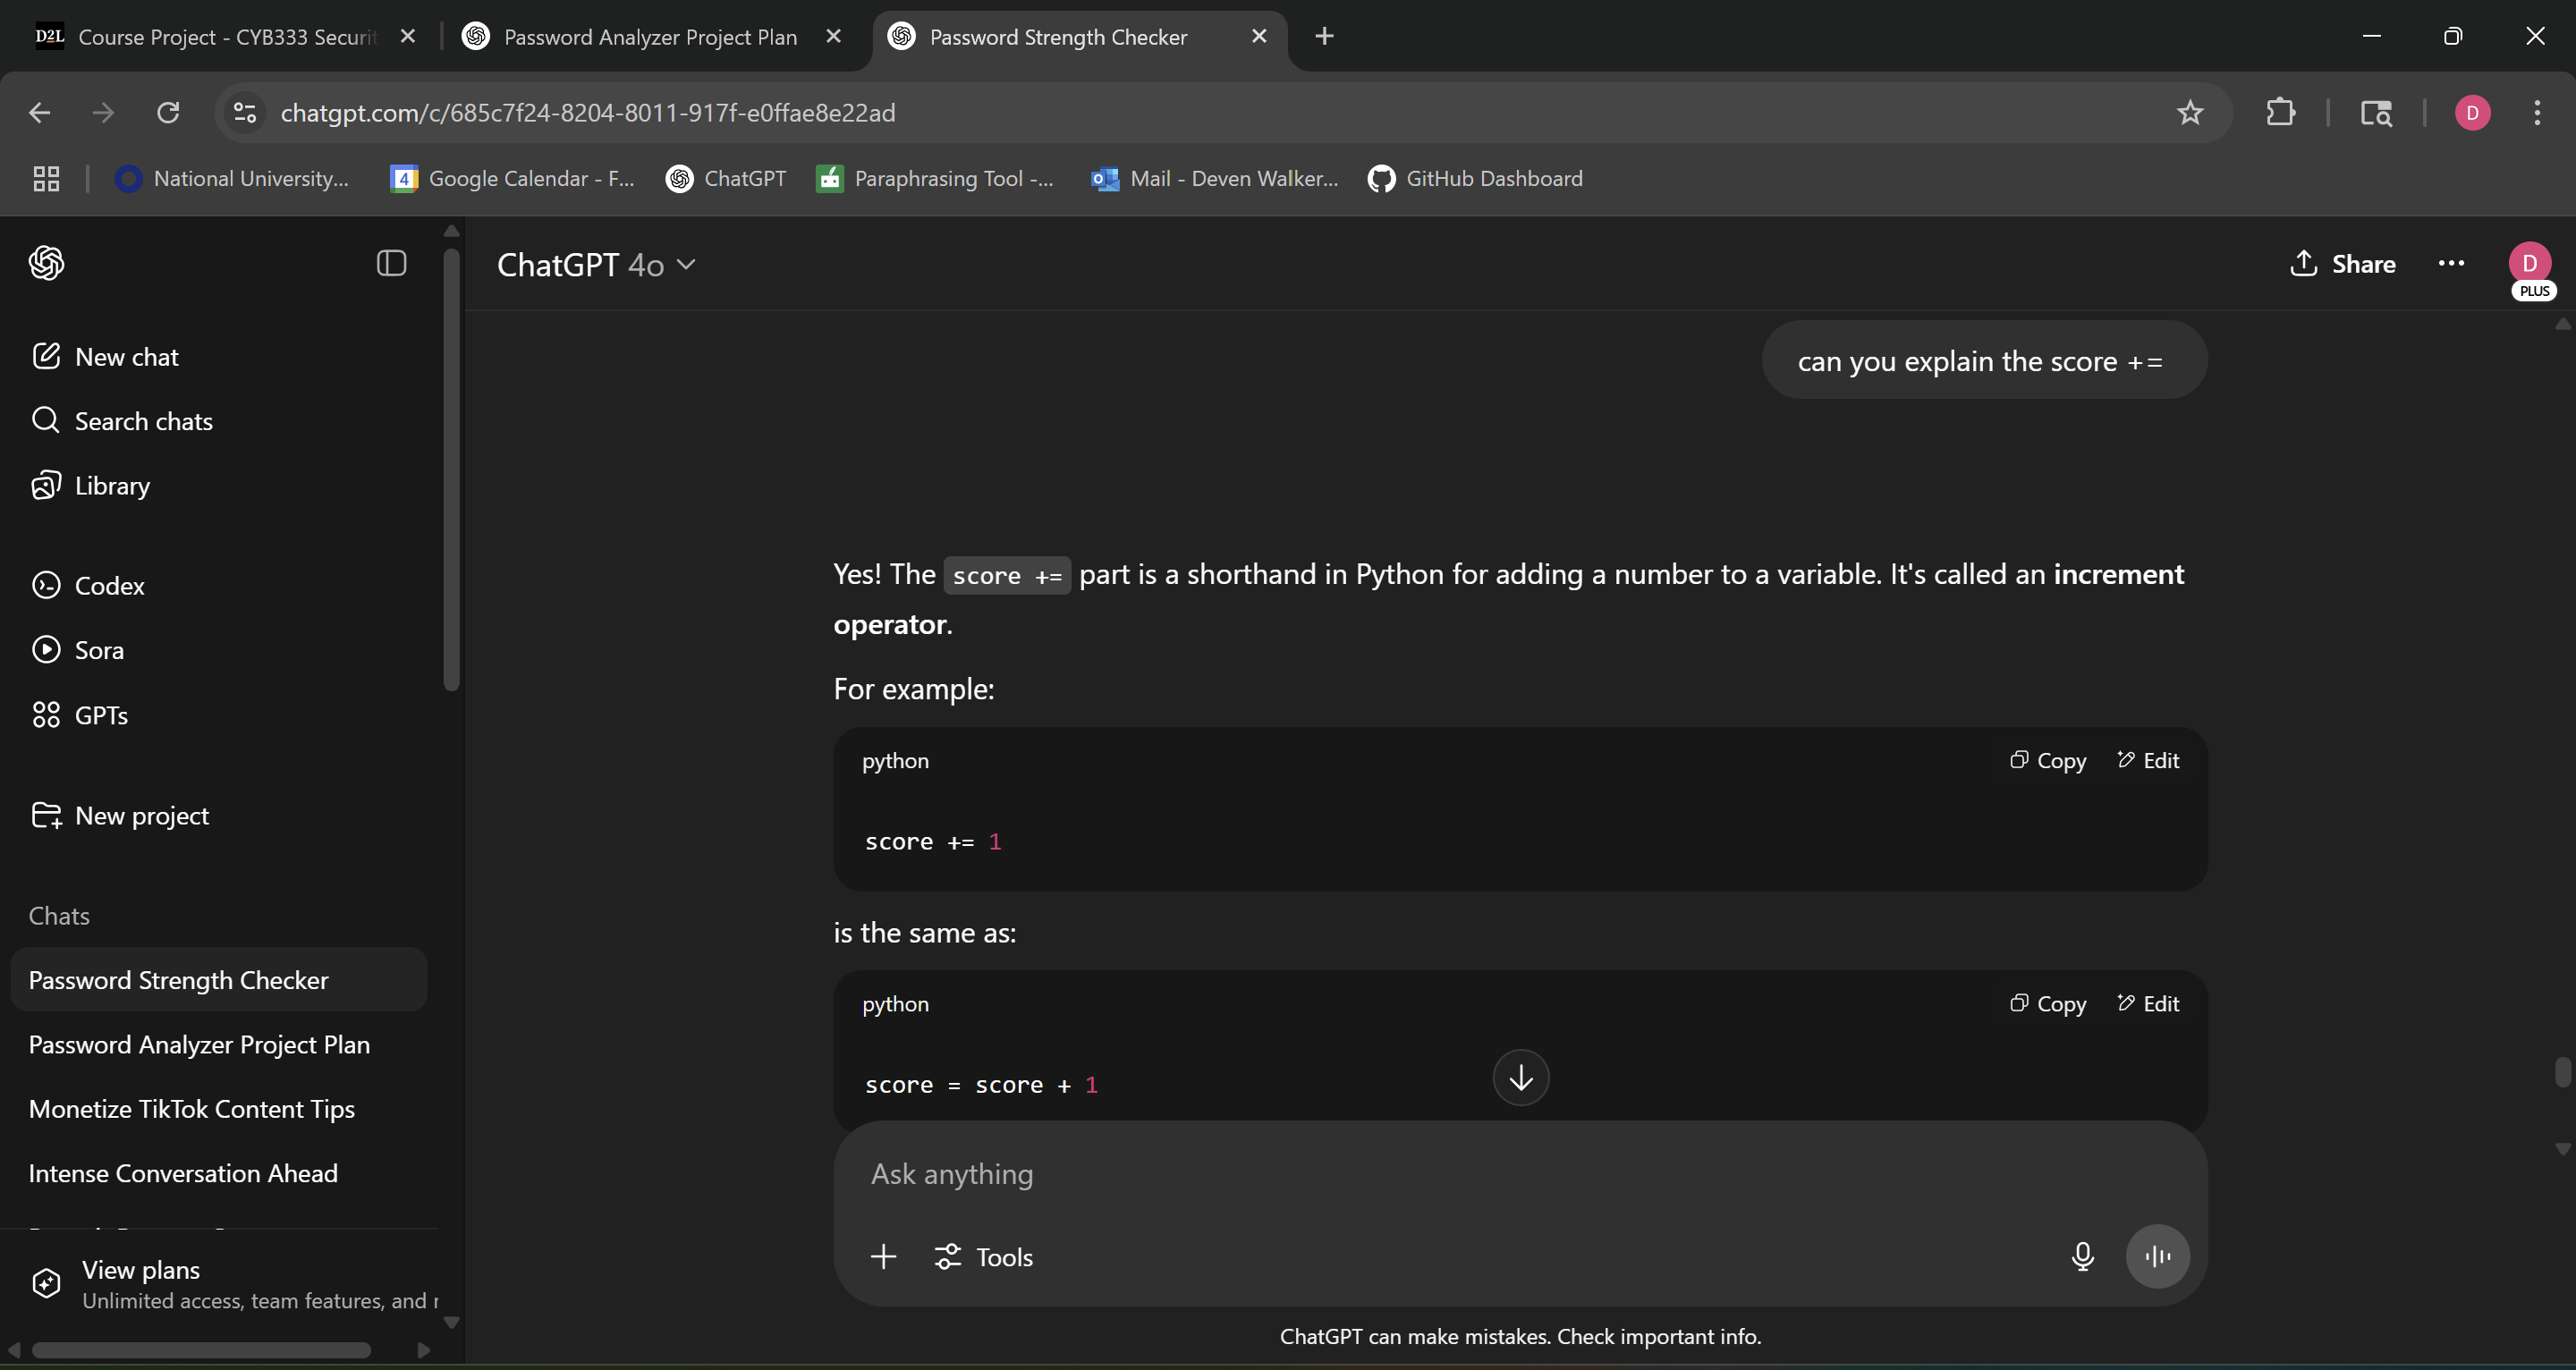 D2L Course Project - CYB333 Securit
Password Analyzer Project Plan
Password Strength Checker
chatgpt.com/c/685c7f24-8204-8011-917f-e0ffae8e22ad
D
National University...
4 Google Calendar - F...
ChatGPT
Paraphrasing Tool -...
Mail - Deven Walker...
GitHub Dashboard
ChatGPT 4o
Share
D
PLUS
New chat
Search chats
Library
Codex
Sora
GPTs
New project
Chats
Password Strength Checker
Password Analyzer Project Plan
Monetize TikTok Content Tips
Intense Conversation Ahead
View plans
Unlimited access, team features, and
can you explain the score +=
Yes! The score += part is a shorthand in Python for adding a number to a variable. It's called an increment
operator.
For example:
python
Copy
Edit
score += 1
is the same as:
python
Copy
Edit
score = score + 1
Ask anything
Tools
ChatGPT can make mistakes. Check important info.